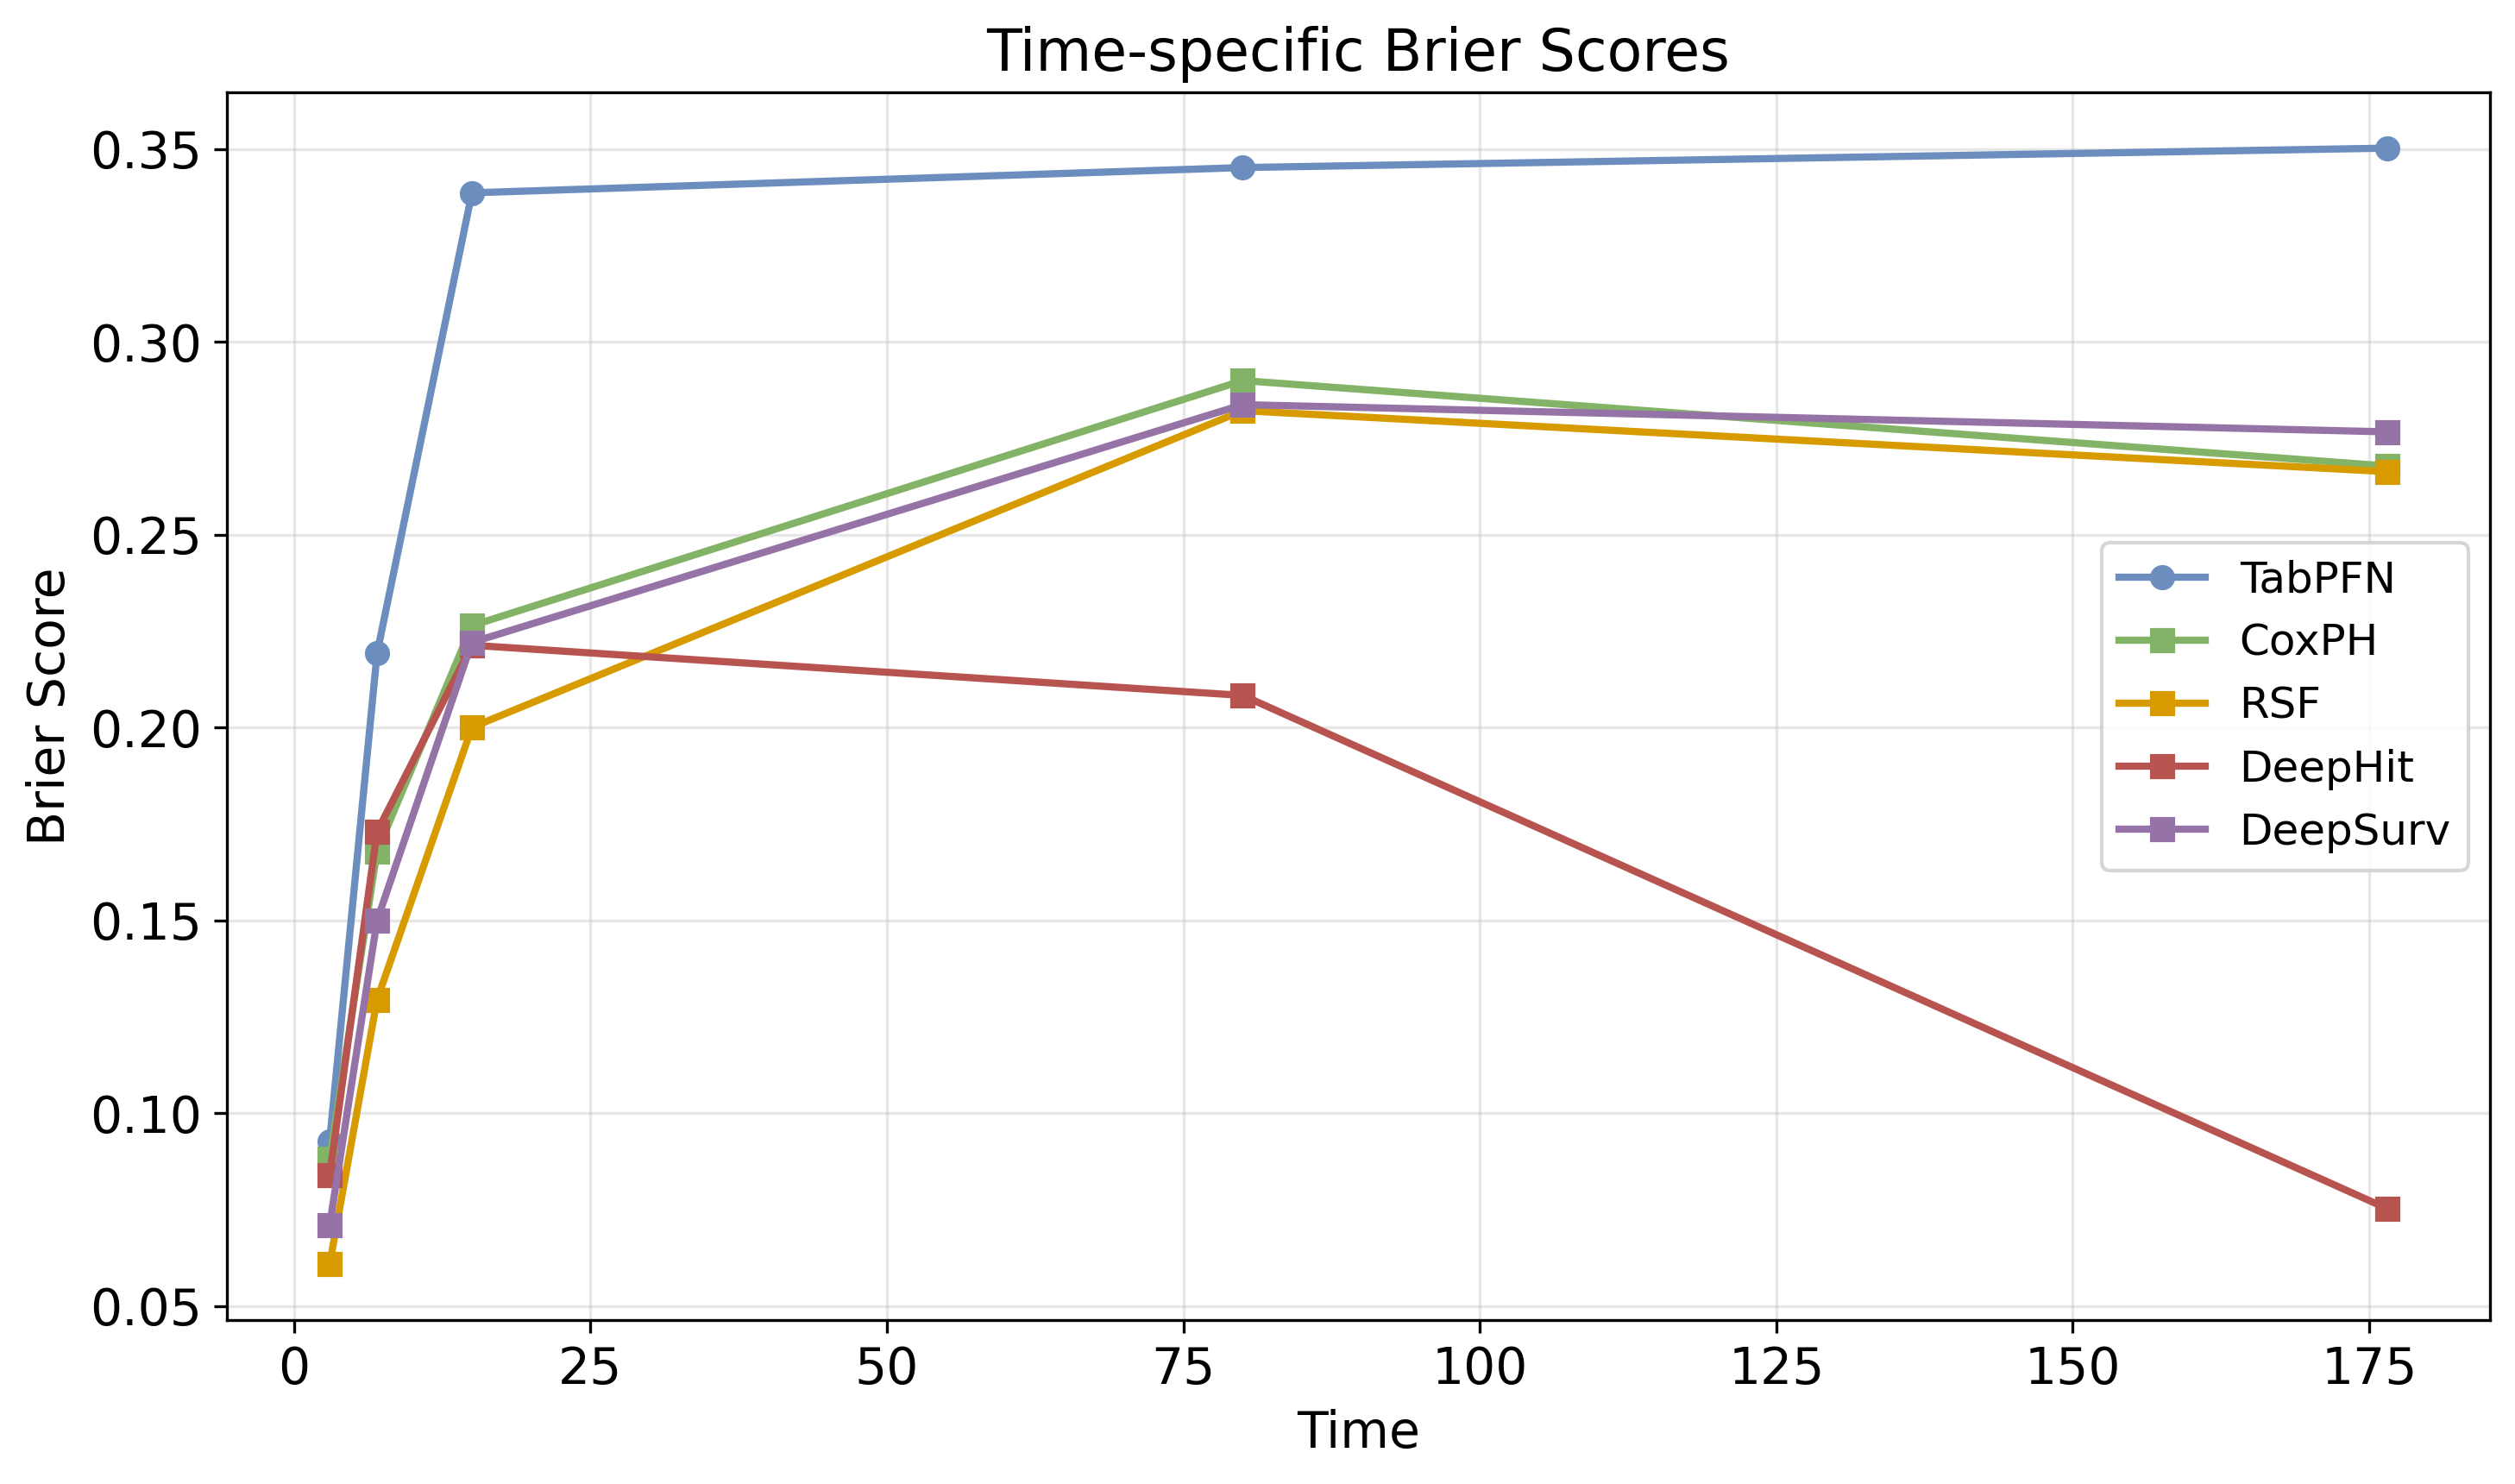 Time-specific Brier Scores
Brier Score
0.35
0.30
0.25
0.20
0.15
0.10
0.05
0 25 50 75 100 125 150 175
Time
TabPFN
CoxPH
RSF
DeepHit
DeepSurv